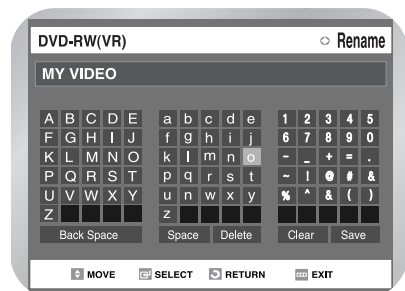 DVD-RW(VR) Rename
MY VIDEO
A B C D E a b c d e 1 2 3 4 5
F G H I J f g h i j 6 7 8 9 0
K L M N O k l m n o - _ + = .
P Q R S T p q r s t ~ ! @ # &
U V W X Y u n w x y % ^ & ( )
Z z
Back Space Space Delete Clear Save
MOVE SELECT RETURN EXIT